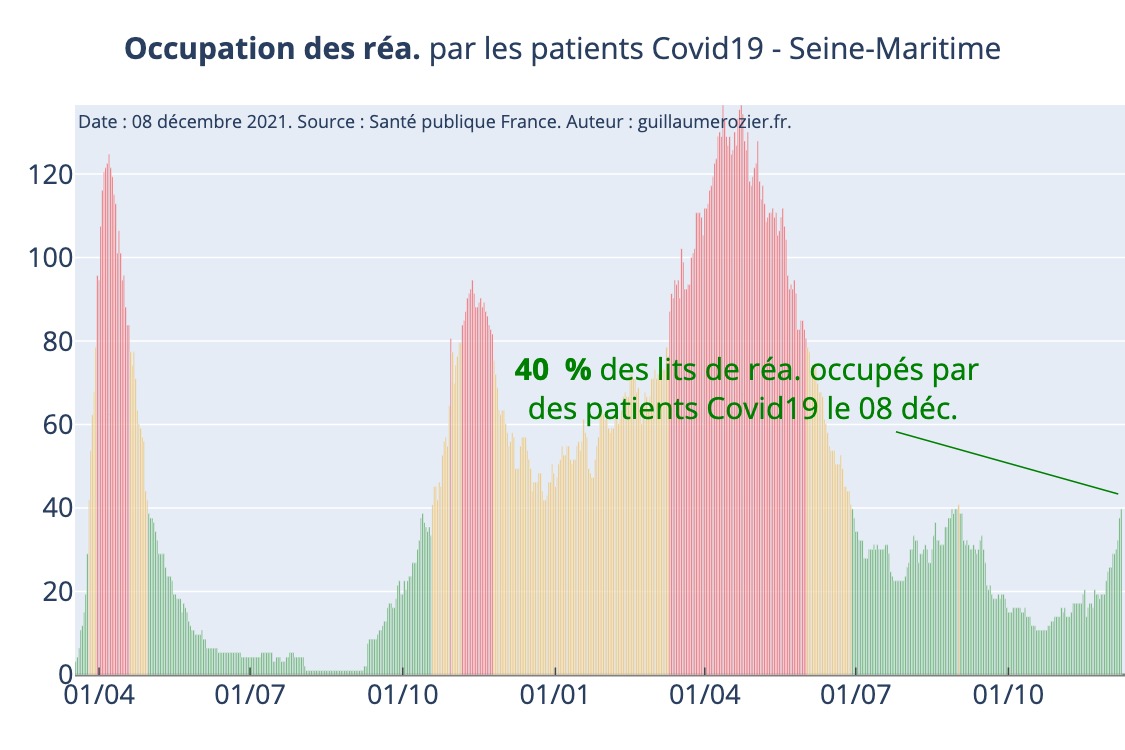 Occupation des réa. par les patients Covid19 - Seine-Maritime
Date : 08 décembre 2021. Source : Santé publique France. Auteur : guillaumerozier.fr.
120
100
80
40 % des lits de réa. occupés par
des patients Covid19 le 08 déc.
60
40
20
0
01/04 01/07 01/10 01/01 01/04 01/07 01/10